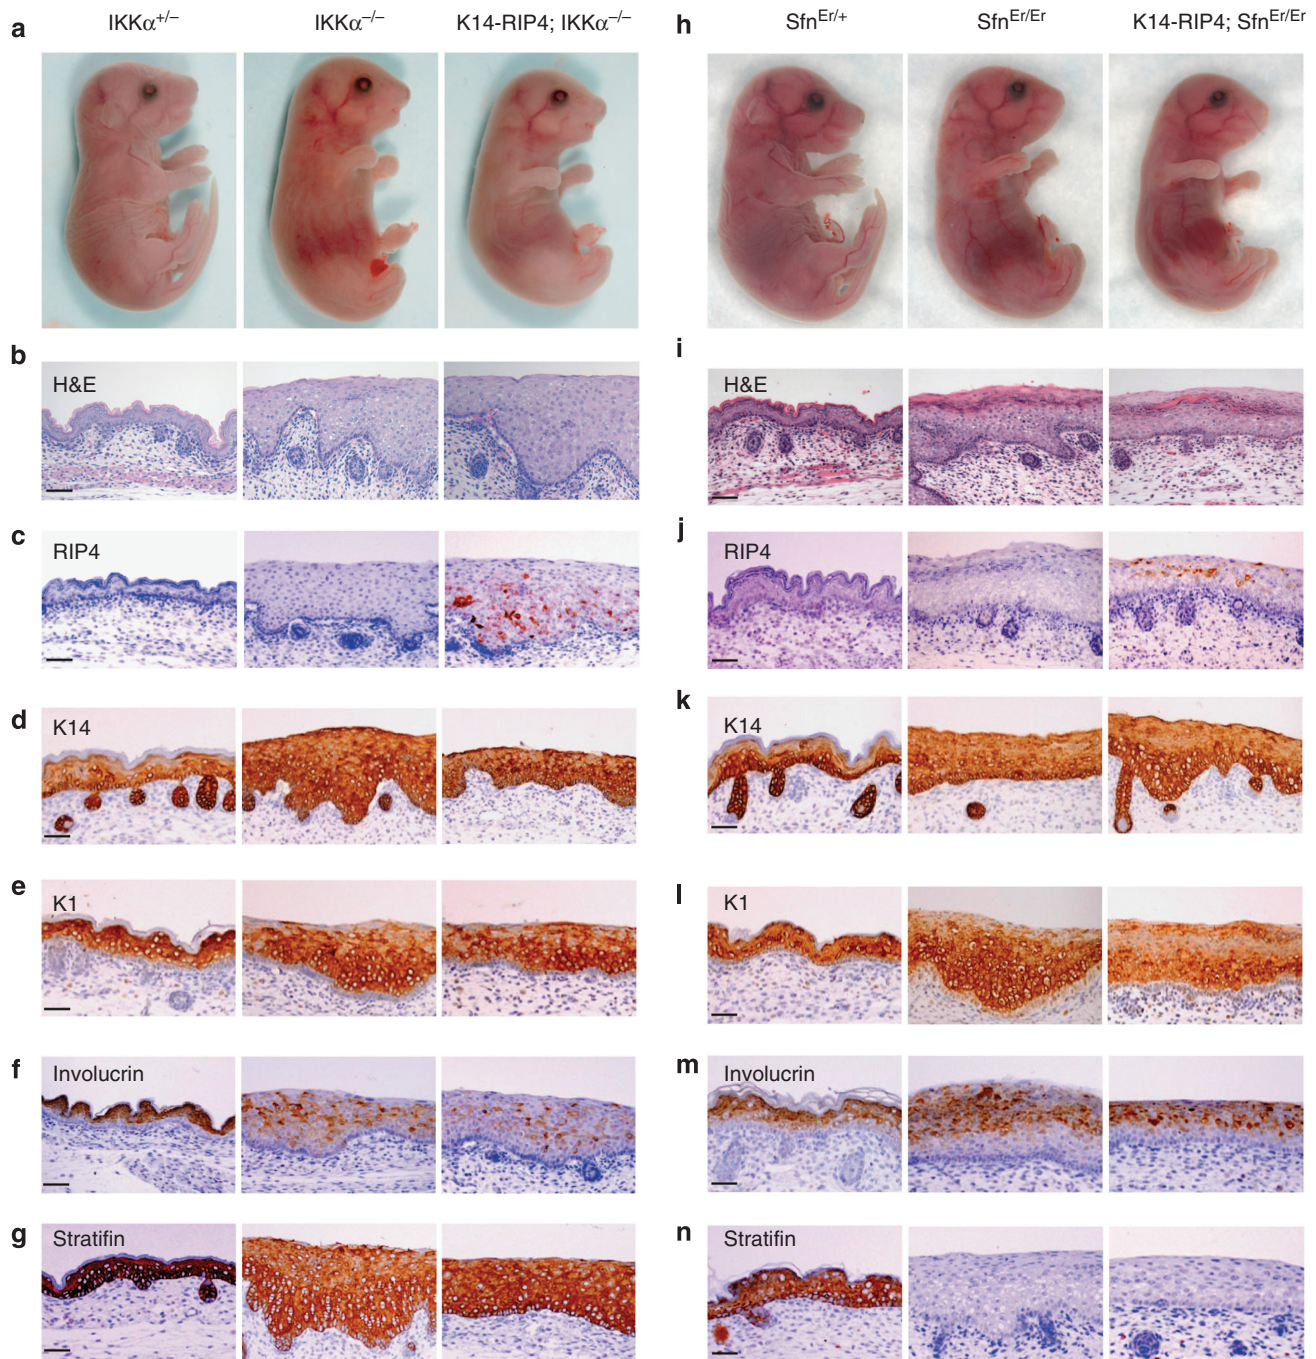 a
IKKα+/–
IKKα–/–
K14-RIP4; IKKα–/–
b
H&E
c
RIP4
d
K14
e
K1
f
Involucrin
g
Stratifin
h
SfnEr/+
SfnEr/Er
K14-RIP4; SfnEr/Er
i
H&E
j
RIP4
k
K14
l
K1
m
Involucrin
n
Stratifin